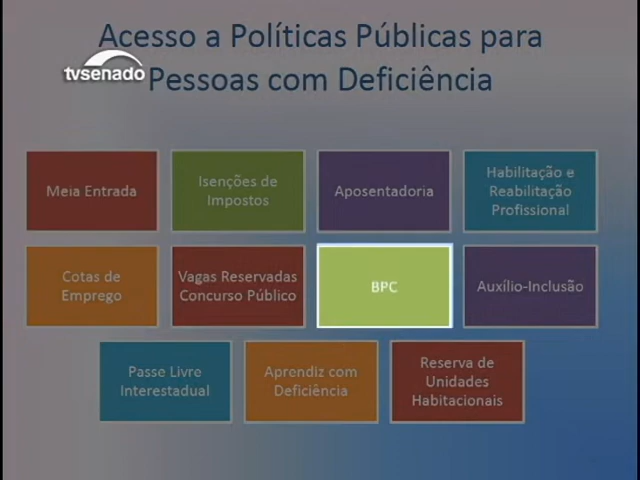 Acesso a Políticas Públicas para
tvsenado
Pessoas com Deficiência
Meia Entrada
Isenções de
Impostos
Aposentadoria
Habilitação e
Reabilitação
Profissional
Cotas de
Emprego
Vagas Reservadas
Concurso Público
BPC
Auxílio-Inclusão
Passe Livre
Interestadual
Aprendiz com
Deficiência
Reserva de
Unidades
Habitacionais